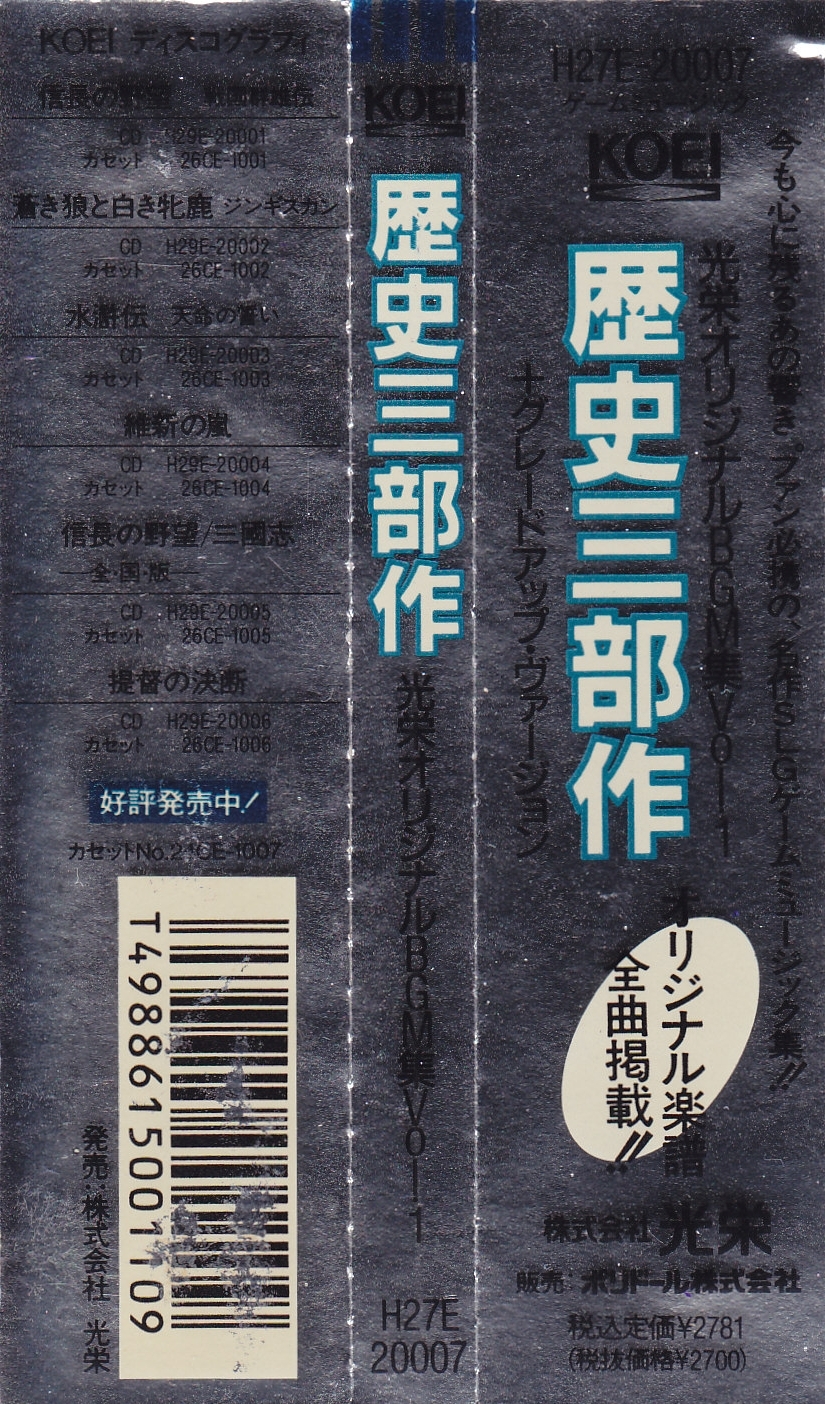 KOEI ディスコグラフィ
信長の野望 戦国群雄伝
CD H29E-20001
カセット 26CE-1001
蒼き狼と白き牝鹿 ジンギスカン
CD H29E-20002
カセット 26CE-1002
水滸伝 天命の誓い
CD H29E-20003
カセット 26CE-1003
維新の嵐
CD H29E-20004
カセット 26CE-1004
信長の野望/三國志
—全・国・版—
CD H29E-20005
カセット 26CE-1005
提督の決断
CD H29E-20006
カセット 26CE-1006
好評発売中!
T4988615001109
発売:株式会社 光栄
KOEI
歴史三部作
光栄オリジナルBGM集Vol-1
H27E
20007
H27E-20007
ゲームミュージック
KOEI
今も心に残るあの響き、ファン必携の、名作SLGゲームミュージック集!!
光栄オリジナルBGM集Vol-1
歴史三部作
+グレードアップ・ヴァージョン
オリジナル楽譜
全曲掲載!!
株式会社 光栄
販売:ポリドール株式会社
税込定価¥2781
(税抜価格¥2700)